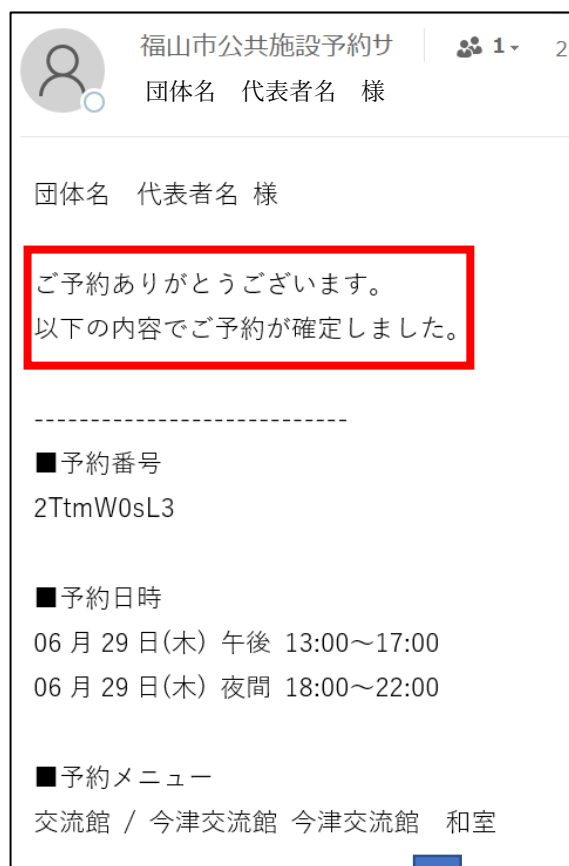 福山市公共施設予約サ 1 2
団体名　代表者名　様
団体名　代表者名 様
ご予約ありがとうございます。
以下の内容でご予約が確定しました。
----------------------------
■予約番号
2TtmW0sL3
■予約日時
06 月 29 日(木) 午後 13:00～17:00
06 月 29 日(木) 夜間 18:00～22:00
■予約メニュー
交流館 / 今津交流館 今津交流館　和室